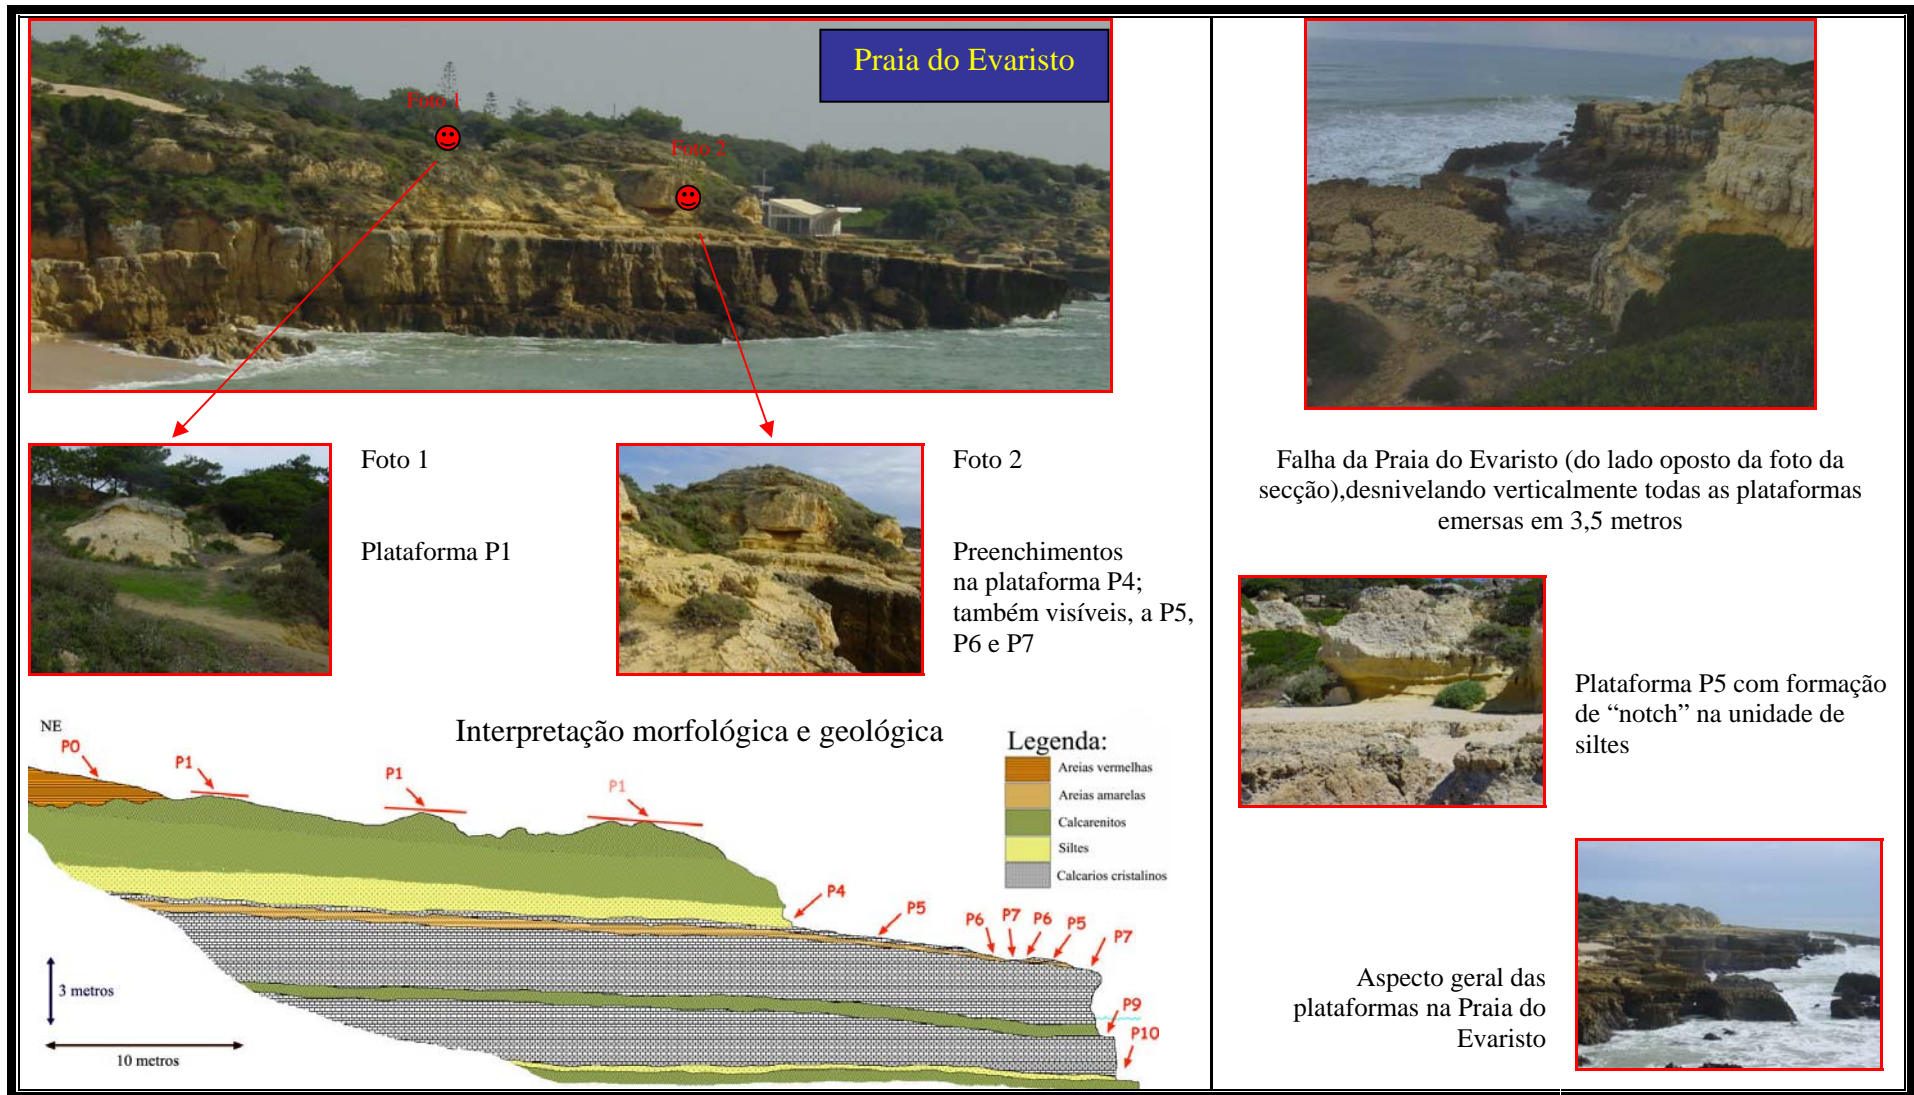 Praia do Evaristo
Foto 1
Foto 2
Foto 1
Plataforma P1
Foto 2
Preenchimentos
na plataforma P4;
também visíveis, a P5,
P6 e P7
Interpretação morfológica e geológica
NE
P0
P1
P1
P1
P4
P5
P6
P7
P6
P5
P7
P9
P10
3 metros
10 metros
Legenda:
Areias vermelhas
Areias amarelas
Calcarenitos
Siltes
Calcarios cristalinos
Falha da Praia do Evaristo (do lado oposto da foto da
secção),desnivelando verticalmente todas as plataformas
emersas em 3,5 metros
Plataforma P5 com formação
de “notch” na unidade de
siltes
Aspecto geral das
plataformas na Praia do
Evaristo